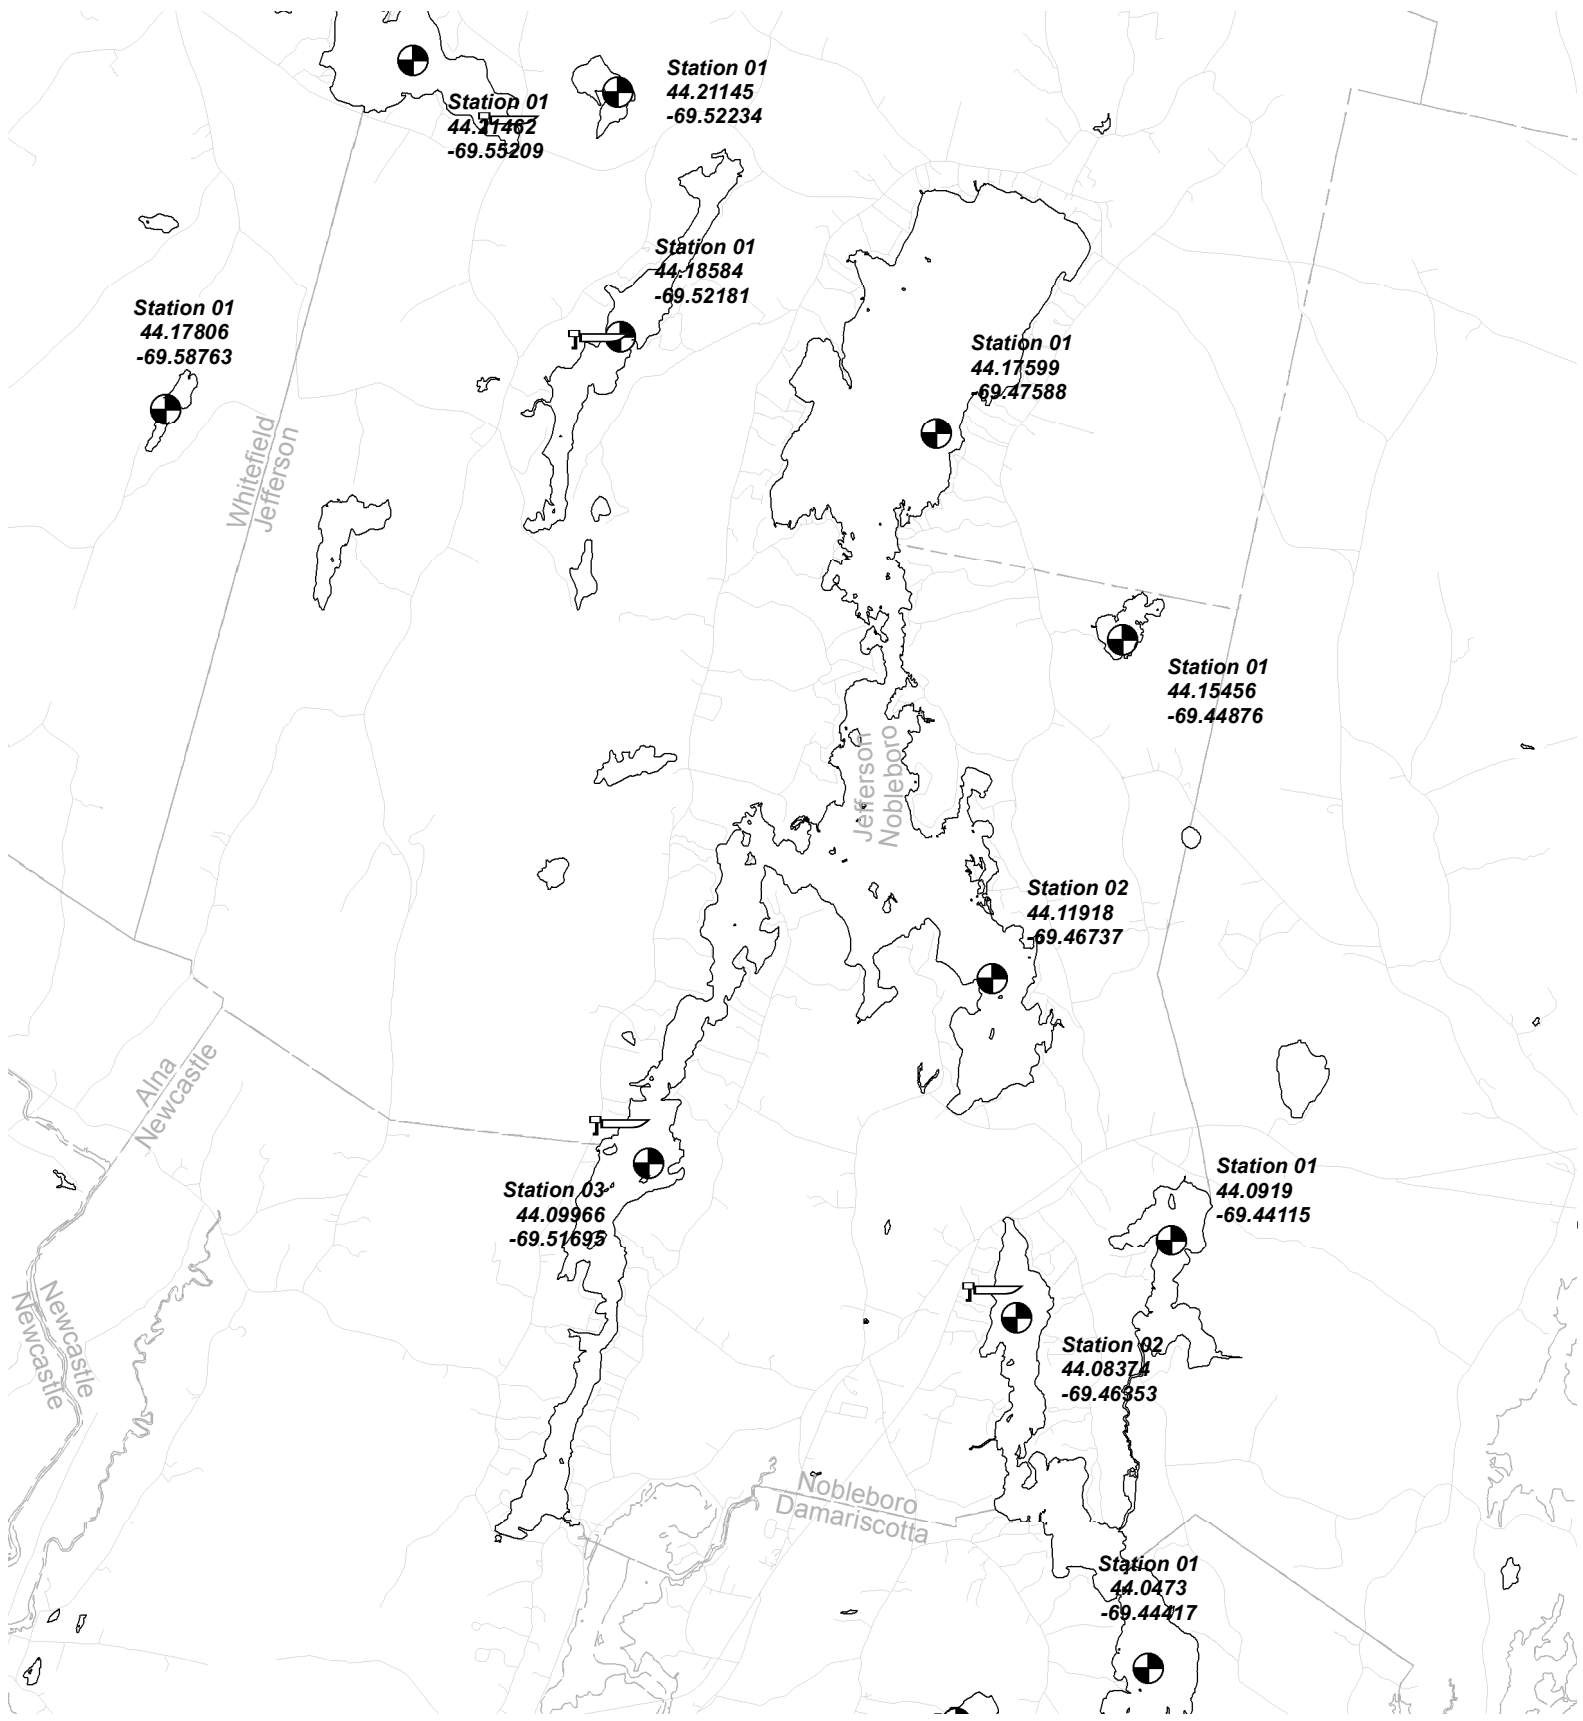 Station 01
44.21145
-69.52234
Station 01
44.21462
-69.55209
Station 01
44.18584
-69.52181
Station 01
44.17806
-69.58763
Station 01
44.17599
-69.47588
Whitefield
Jefferson
Station 01
44.15456
-69.44876
Jefferson
Nobleboro
Station 02
44.11918
-69.46737
Alna
Newcastle
Station 03
44.09966
-69.51695
Station 01
44.0919
-69.44115
Newcastle
Newcastle
Station 02
44.08374
-69.46353
Nobleboro
Damariscotta
Station 01
44.0473
-69.44417